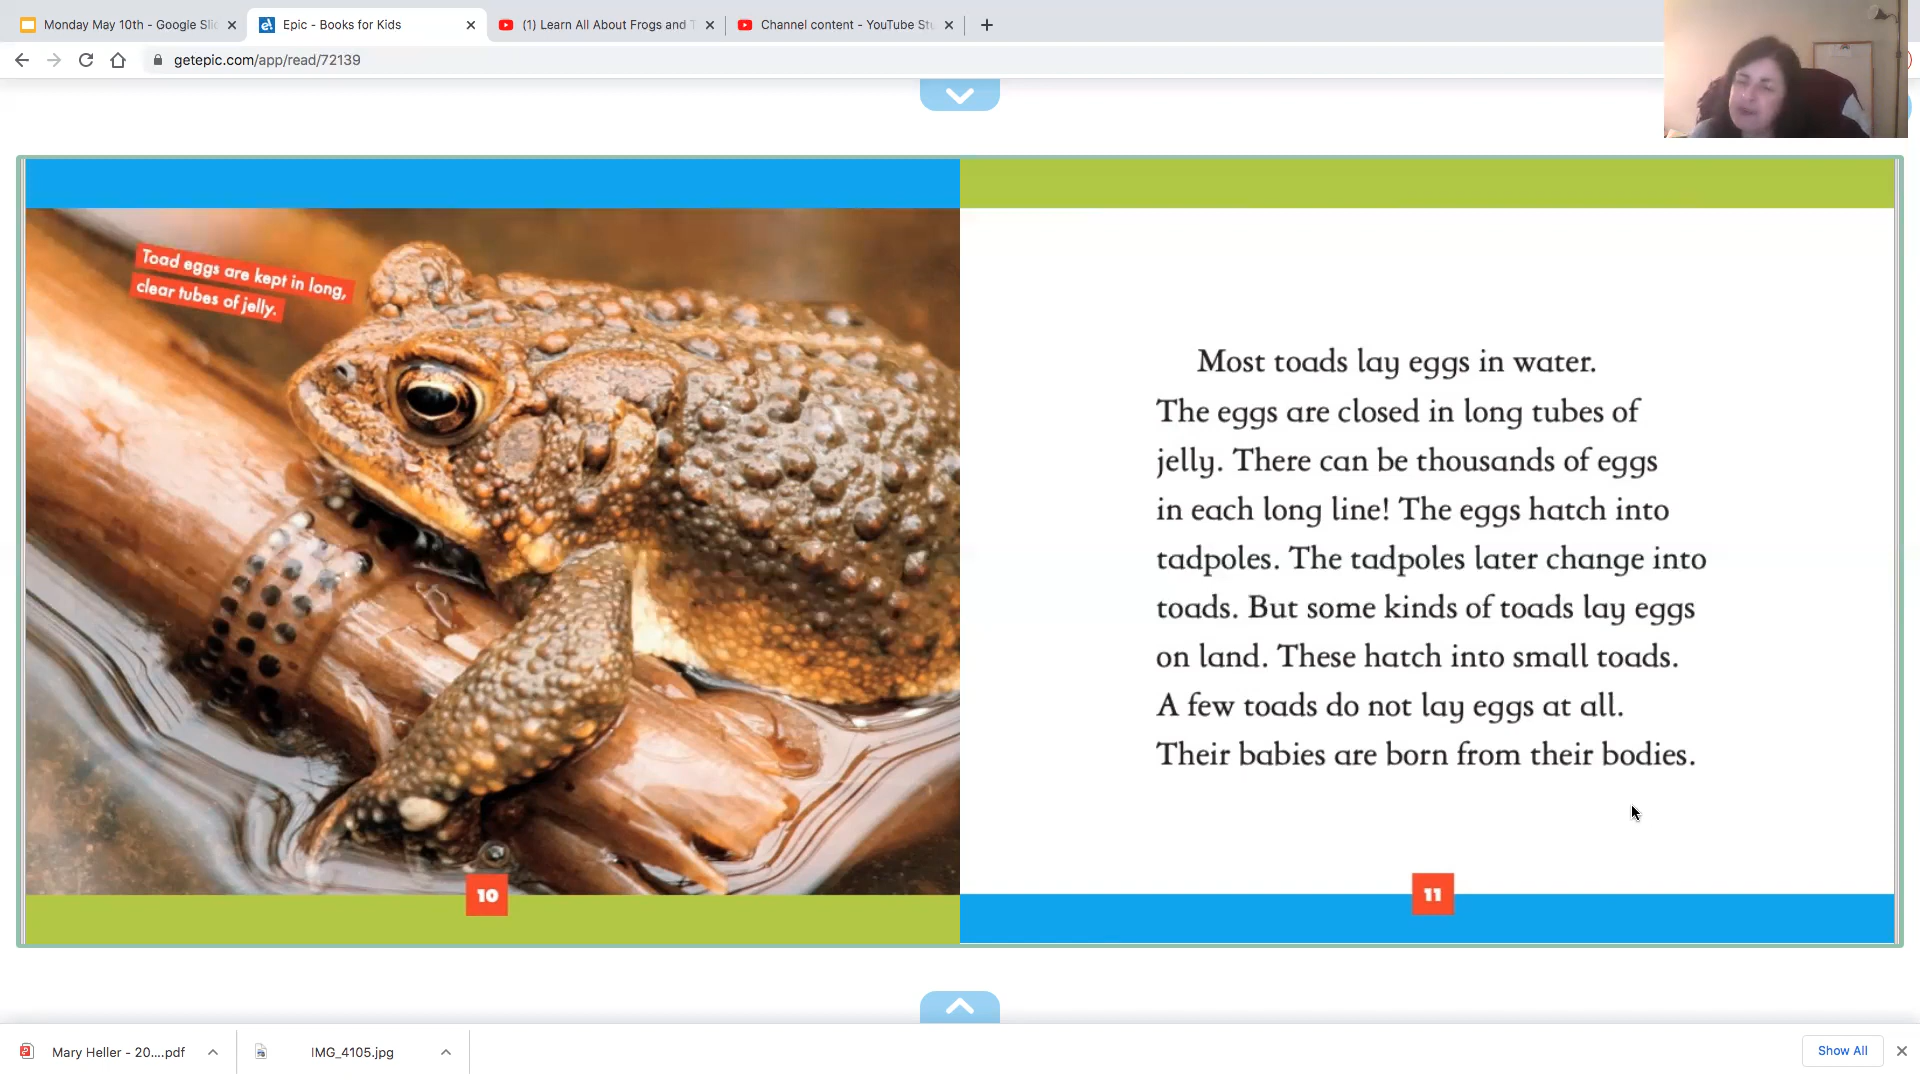 Monday May 10th - Google Slid
Epic - Books for Kids
(1) Learn All About Frogs and T
Channel content - YouTube Stu
getepic.com/app/read/72139
Toad eggs are kept in long,
clear tubes of jelly.
Most toads lay eggs in water.
The eggs are closed in long tubes of
jelly. There can be thousands of eggs
in each long line! The eggs hatch into
tadpoles. The tadpoles later change into
toads. But some kinds of toads lay eggs
on land. These hatch into small toads.
A few toads do not lay eggs at all.
Their babies are born from their bodies.
10
11
Mary Heller - 20....pdf
IMG_4105.jpg
Show All